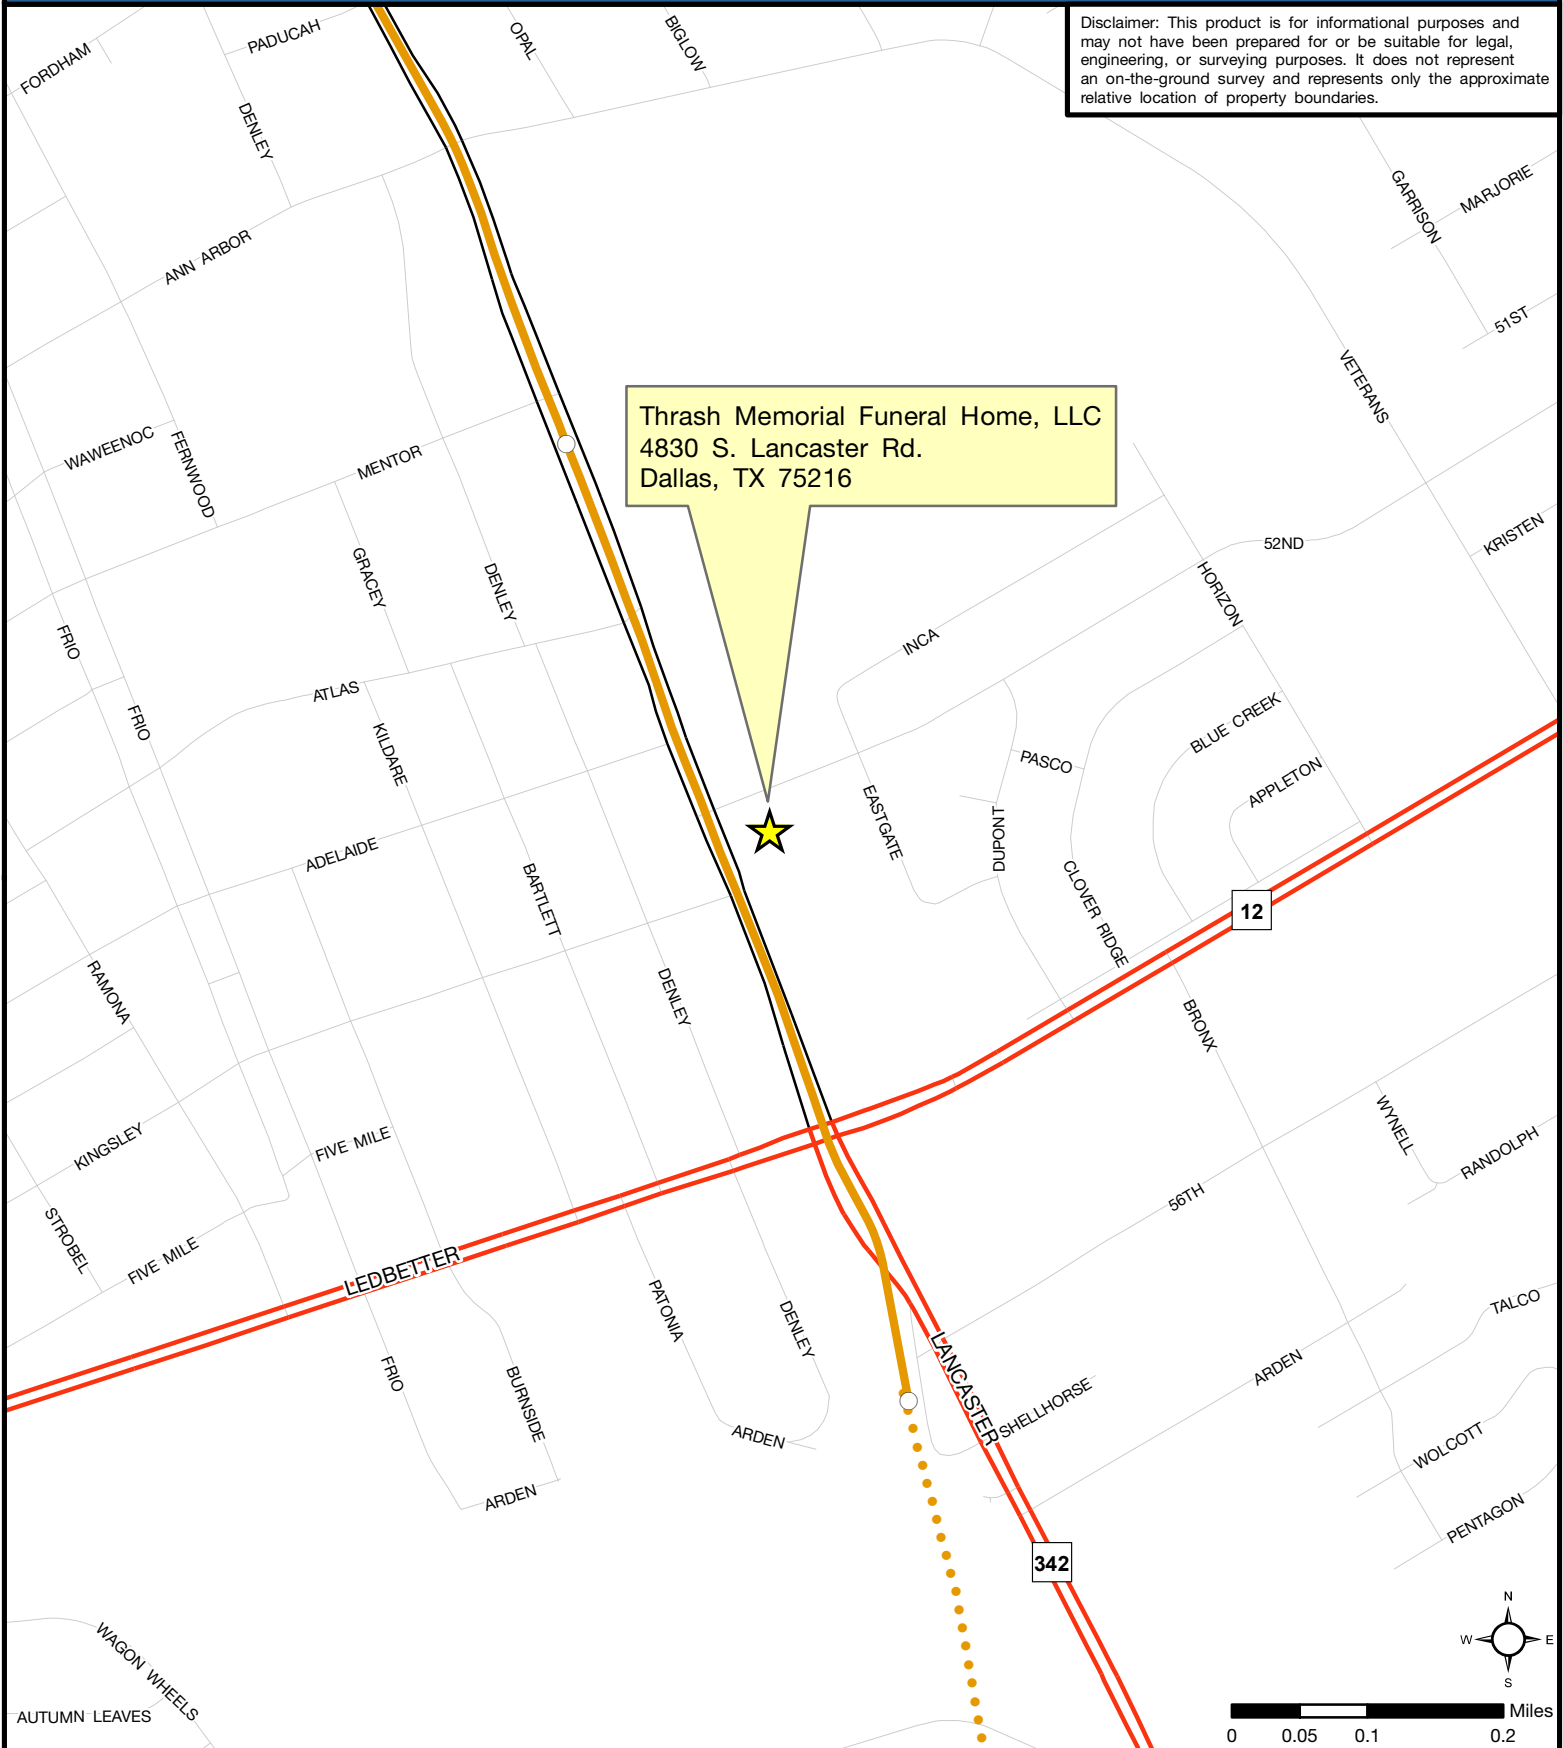 Disclaimer: This product is for informational purposes and
may not have been prepared for or be suitable for legal,
engineering, or surveying purposes. It does not represent
an on-the-ground survey and represents only the approximate
relative location of property boundaries.
FORDHAM
PADUCAH
OPAL
BIGLOW
DENLEY
GARRISON
MARJORIE
ANN ARBOR
51ST
VETERANS
Thrash Memorial Funeral Home, LLC
4830 S. Lancaster Rd.
Dallas, TX 75216
WAWEENOC
FERNWOOD
MENTOR
GRACEY
DENLEY
52ND
KRISTEN
HORIZON
FRIO
INCA
ATLAS
FRIO
KILDARE
BLUE CREEK
PASCO
APPLETON
EASTGATE
DUPONT
ADELAIDE
BARTLETT
CLOVER RIDGE
12
RAMONA
DENLEY
BRONX
KINGSLEY
FIVE MILE
WYNELL
RANDOLPH
56TH
STROBEL
FIVE MILE
LEDBETTER
PATONIA
DENLEY
TALCO
LANCASTER
FRIO
BURNSIDE
ARDEN
SHELLHORSE
ARDEN
WOLCOTT
ARDEN
PENTAGON
342
WAGON WHEELS
AUTUMN LEAVES
N
W
E
S
Miles
0 0.05 0.1 0.2